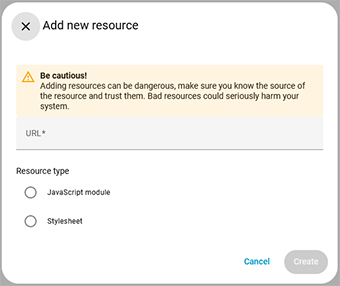 Add new resource
Be cautious!
Adding resources can be dangerous, make sure you know the source of
the resource and trust them. Bad resources could seriously harm your
system.
URL*
Resource type
JavaScript module
Stylesheet
Cancel
Create